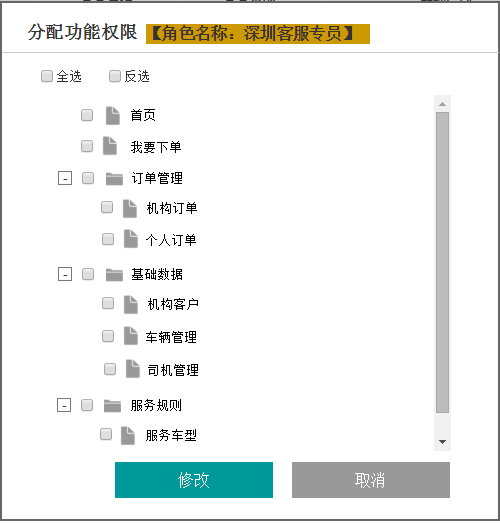 分配功能权限 【角色名称：深圳客服专员】
全选 反选
首页
我要下单
- 订单管理
机构订单
个人订单
- 基础数据
机构客户
车辆管理
司机管理
- 服务规则
服务车型
修改 取消